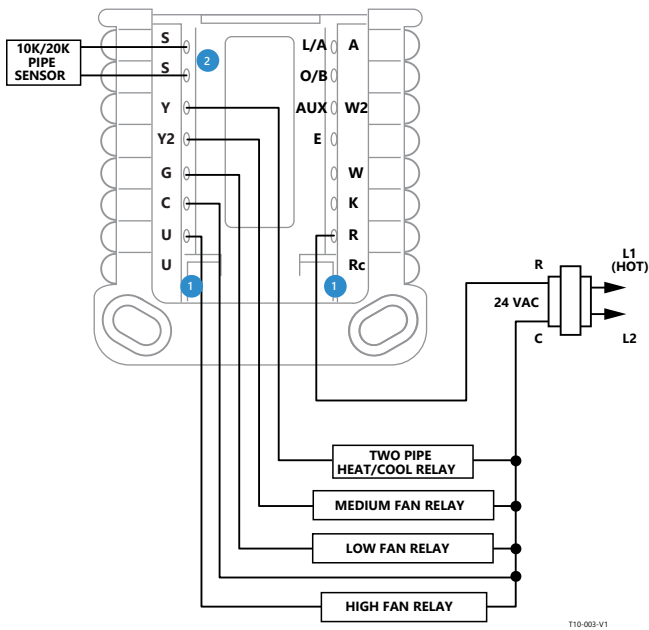 10K/20K
PIPE
SENSOR
S
S
Y
Y2
G
C
U
U
2
1
L/A A
O/B
AUX W2
E
W
K
R
Rc
1
R
24 VAC
C
L1
(HOT)
L2
TWO PIPE
HEAT/COOL RELAY
MEDIUM FAN RELAY
LOW FAN RELAY
HIGH FAN RELAY
T10-003-V1